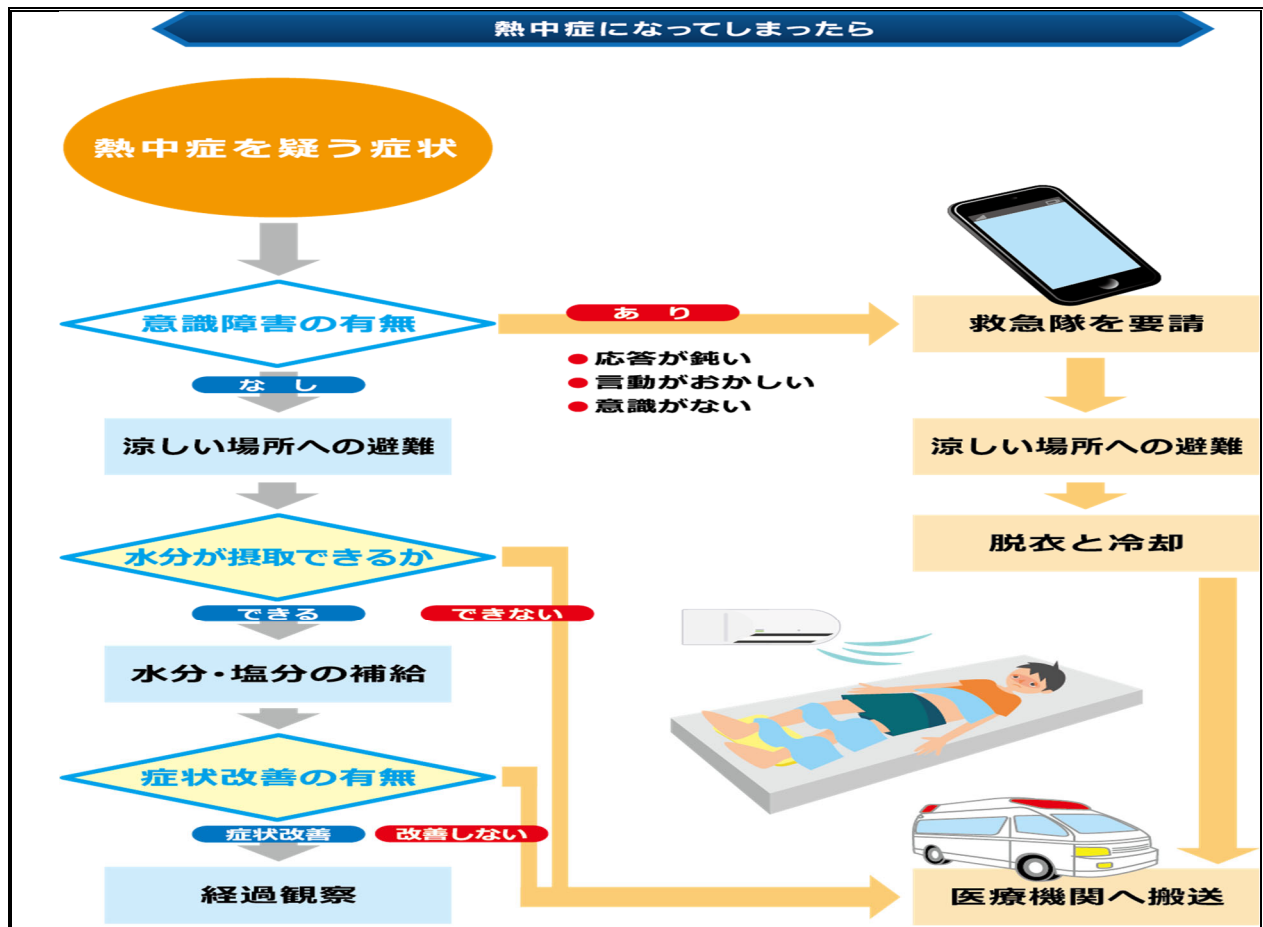 熱中症になってしまったら
熱中症を疑う症状
意識障害の有無
あり
救急隊を要請
応答が鈍い
言動がおかしい
意識がない
なし
涼しい場所への避難
涼しい場所への避難
水分が摂取できるか
脱衣と冷却
できる
できない
水分・塩分の補給
症状改善の有無
症状改善
改善しない
経過観察
医療機関へ搬送